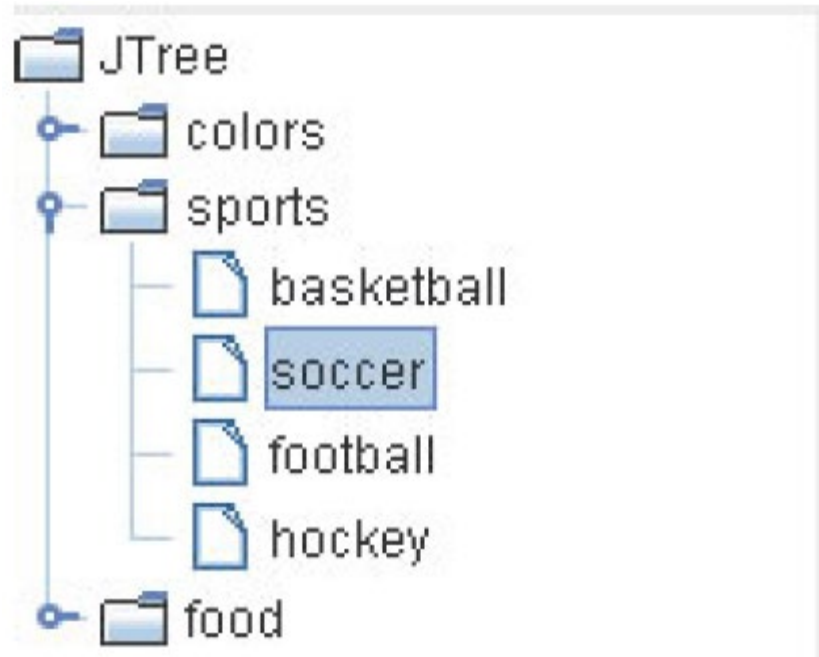 JTree
colors
sports
basketball
soccer
football
hockey
food